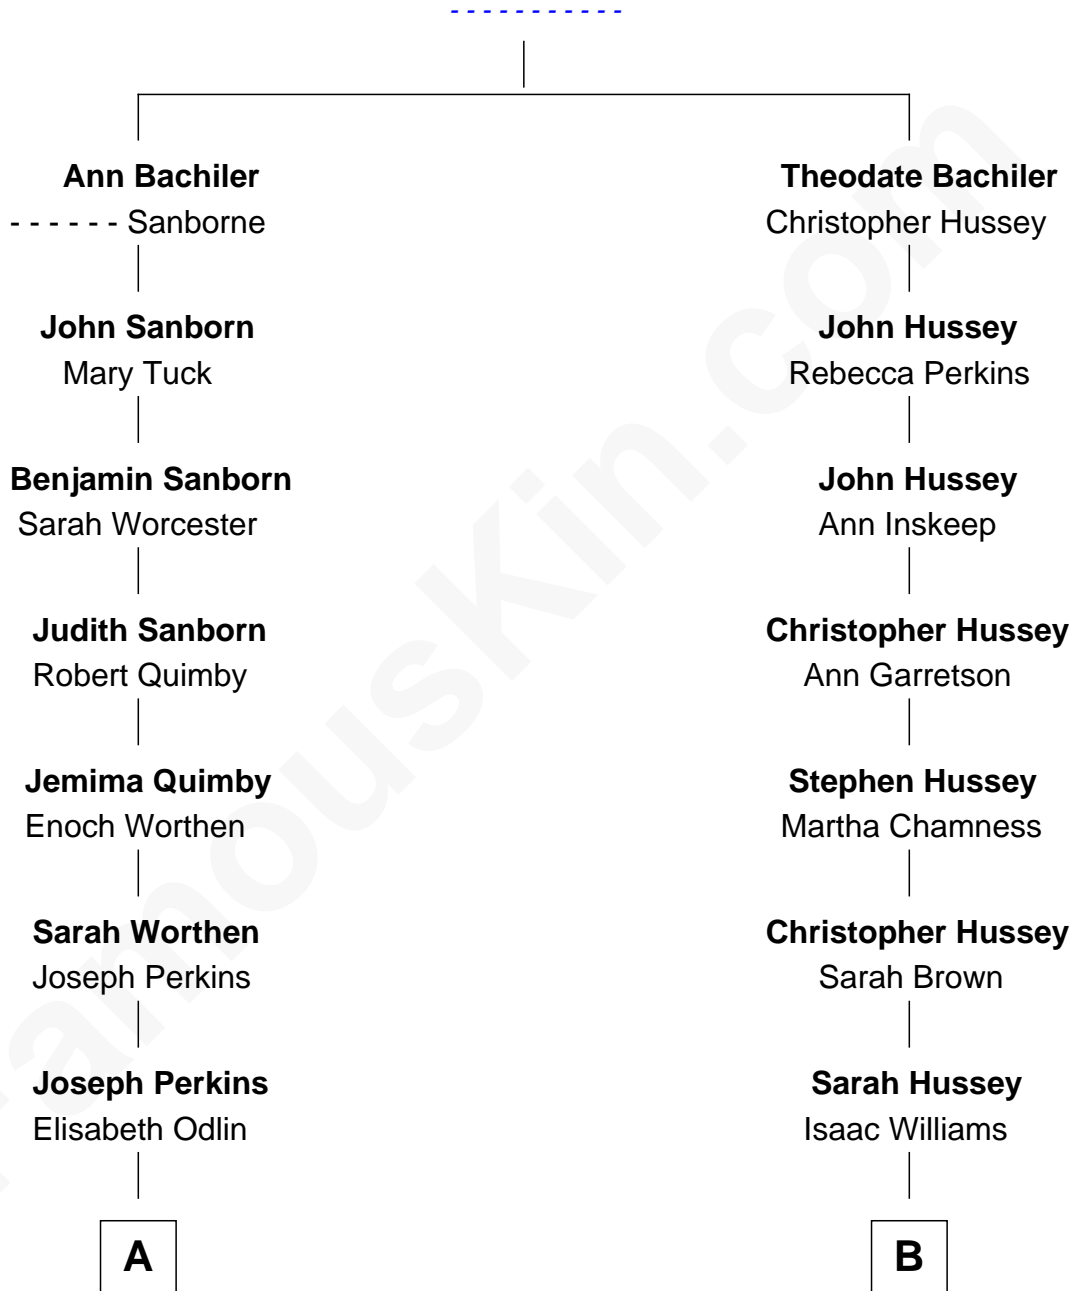 - - - - - - - - - - -
Ann Bachiler
- - - - - - Sanborne
John Sanborn
Mary Tuck
Benjamin Sanborn
Sarah Worcester
Judith Sanborn
Robert Quimby
Jemima Quimby
Enoch Worthen
Sarah Worthen
Joseph Perkins
Joseph Perkins
Elisabeth Odlin
A
Theodate Bachiler
Christopher Hussey
John Hussey
Rebecca Perkins
John Hussey
Ann Inskeep
Christopher Hussey
Ann Garretson
Stephen Hussey
Martha Chamness
Christopher Hussey
Sarah Brown
Sarah Hussey
Isaac Williams
B
FamousKin.com